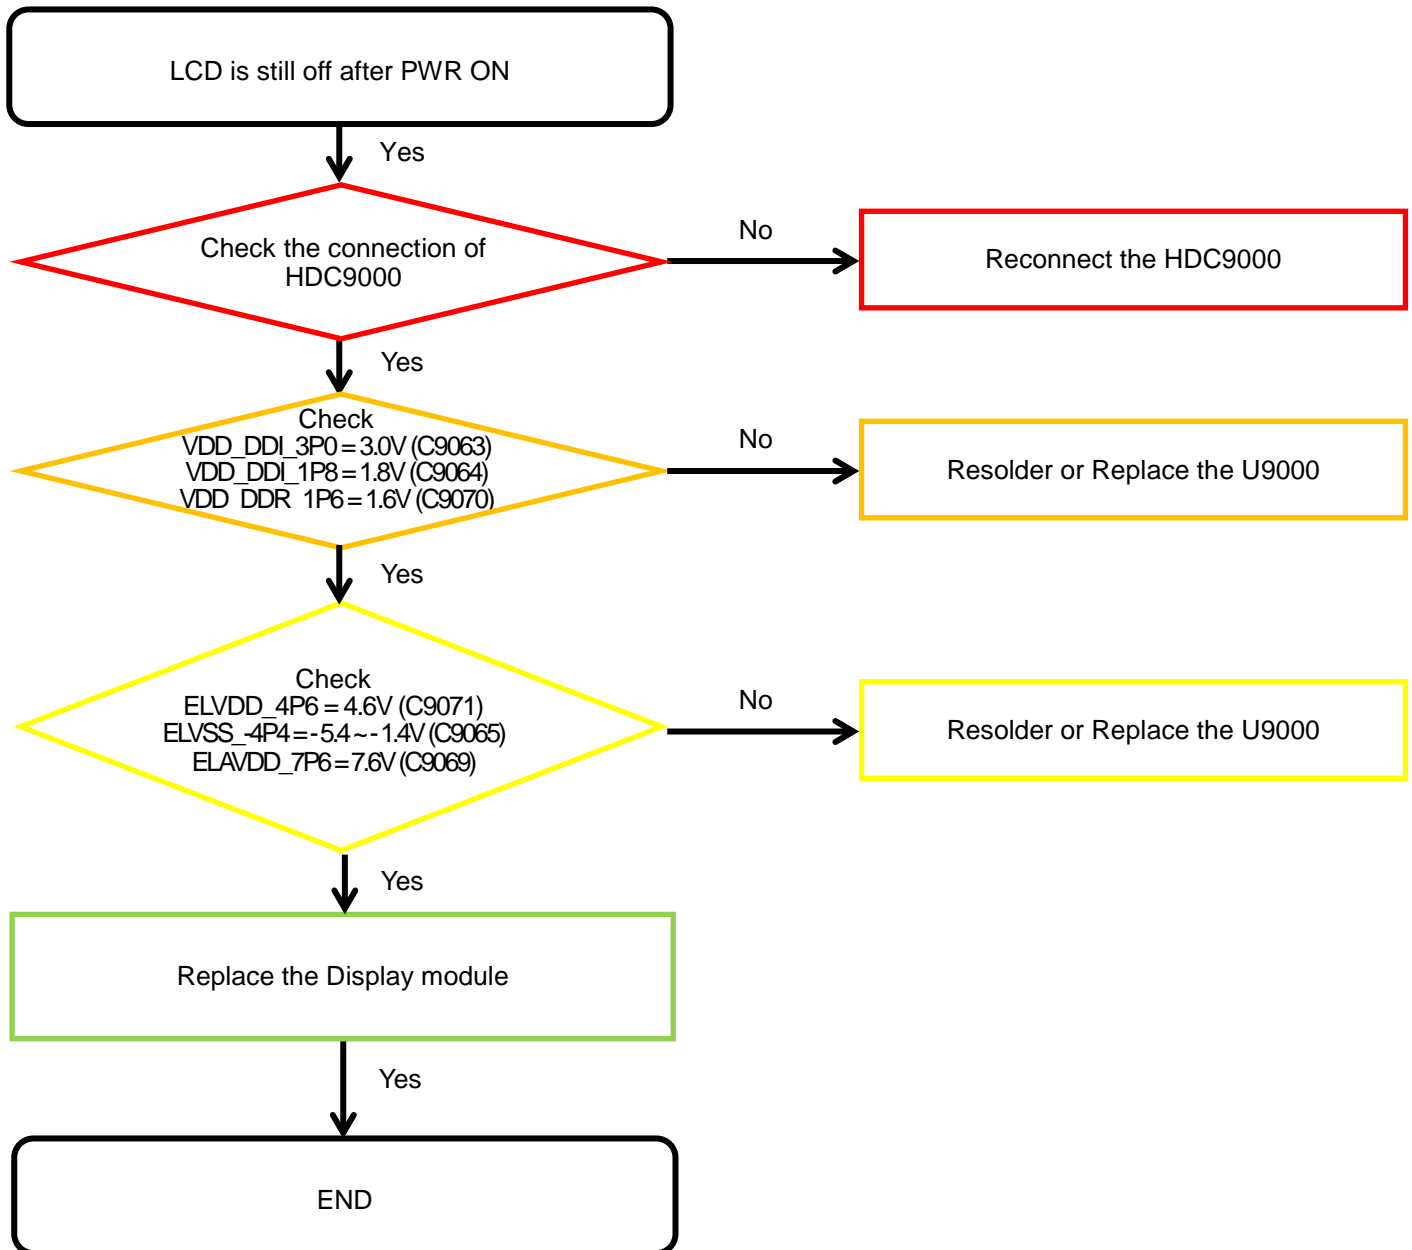 LCD is still off after PWR ON
Yes
Check the connection of
HDC9000
No
Reconnect the HDC9000
Yes
Check
VDD_DDI_3P0 = 3.0V (C9063)
VDD_DDI_1P8 = 1.8V (C9064)
VDD_DDR_1P6 = 1.6V (C9070)
No
Resolder or Replace the U9000
Yes
Check
ELVDD_4P6 = 4.6V (C9071)
ELVSS_-4P4 = -5.4 ~ -1.4V (C9065)
ELAVDD_7P6 = 7.6V (C9069)
No
Resolder or Replace the U9000
Yes
Replace the Display module
Yes
END